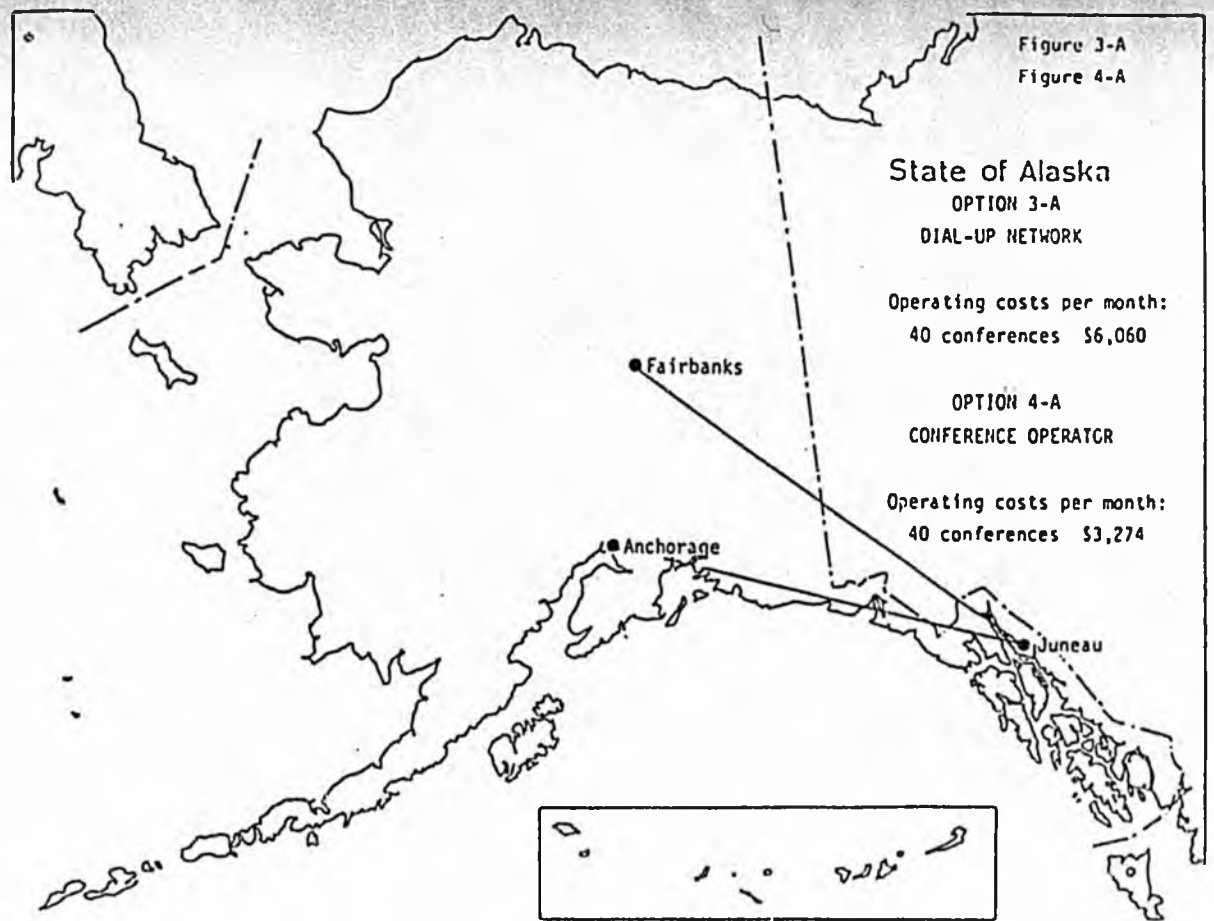 Figure 3-A
Figure 4-A
State of Alaska
OPTION 3-A
DIAL-UP NETWORK
Operating costs per month:
40 conferences $6,060
Fairbanks
OPTION 4-A
CONFERENCE OPERATOR
Operating costs per month:
40 conferences $3,274
Anchorage
Juneau